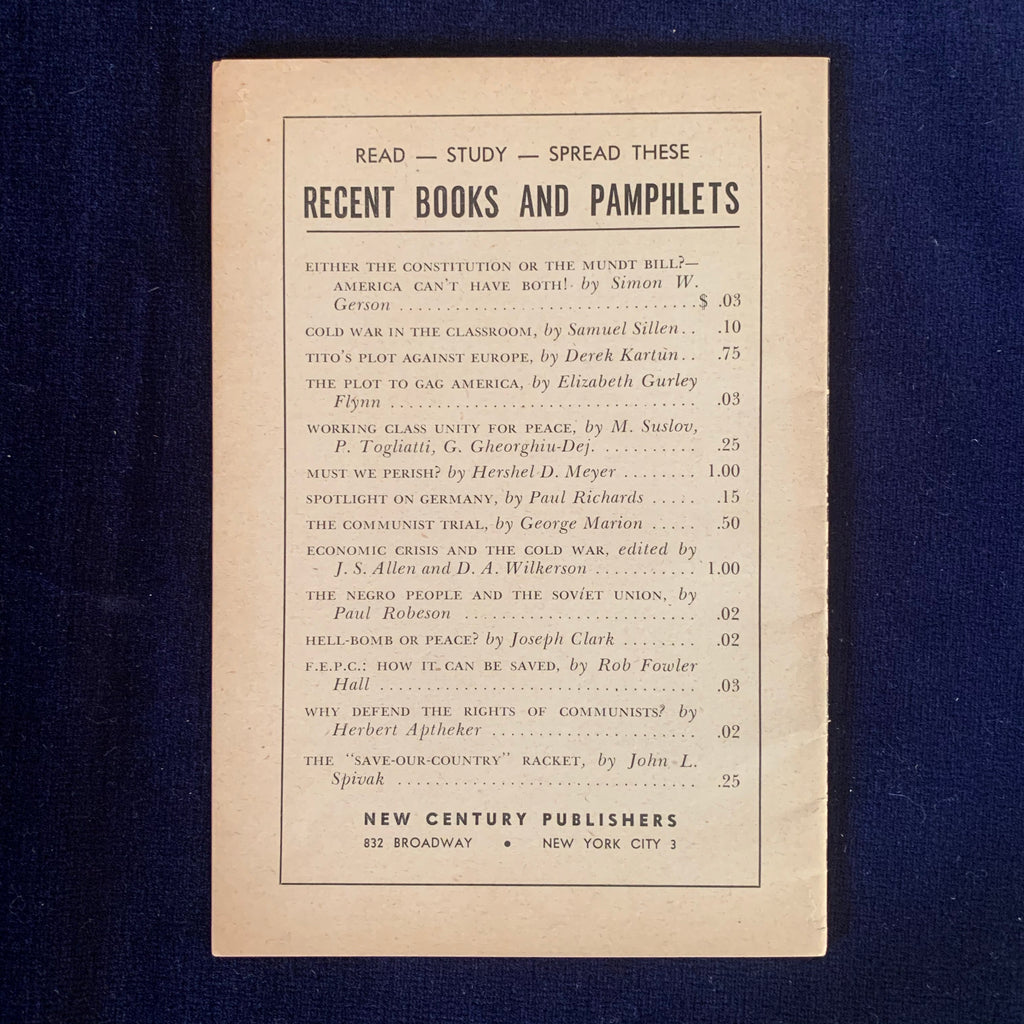 READ — STUDY — SPREAD THESE
RECENT BOOKS AND PAMPHLETS
EITHER THE CONSTITUTION OR THE MUNDT BILL?—
AMERICA CAN'T HAVE BOTH! by Simon W.
Gerson ................................$ .03
COLD WAR IN THE CLASSROOM, by Samuel Sillen.. .10
TITO'S PLOT AGAINST EUROPE, by Derek Kartun.. .75
THE PLOT TO GAG AMERICA, by Elizabeth Gurley
Flynn ................................ .03
WORKING CLASS UNITY FOR PEACE, by M. Suslov,
P. Togliatti, G. Gheorghiu-Dej. .......... .25
MUST WE PERISH? by Hershel D. Meyer ........ 1.00
SPOTLIGHT ON GERMANY, by Paul Richards ..... .15
THE COMMUNIST TRIAL, by George Marion ..... .50
ECONOMIC CRISIS AND THE COLD WAR, edited by
J. S. Allen and D. A. Wilkerson ........... 1.00
THE NEGRO PEOPLE AND THE SOVIET UNION, by
Paul Robeson ........................ .02
HELL-BOMB OR PEACE? by Joseph Clark ........ .02
F.E.P.C.: HOW IT CAN BE SAVED, by Rob Fowler
Hall ................................. .03
WHY DEFEND THE RIGHTS OF COMMUNISTS? by
Herbert Aptheker ..................... .02
THE "SAVE-OUR-COUNTRY" RACKET, by John L.
Spivak ............................... .25
NEW CENTURY PUBLISHERS
832 BROADWAY • NEW YORK CITY 3